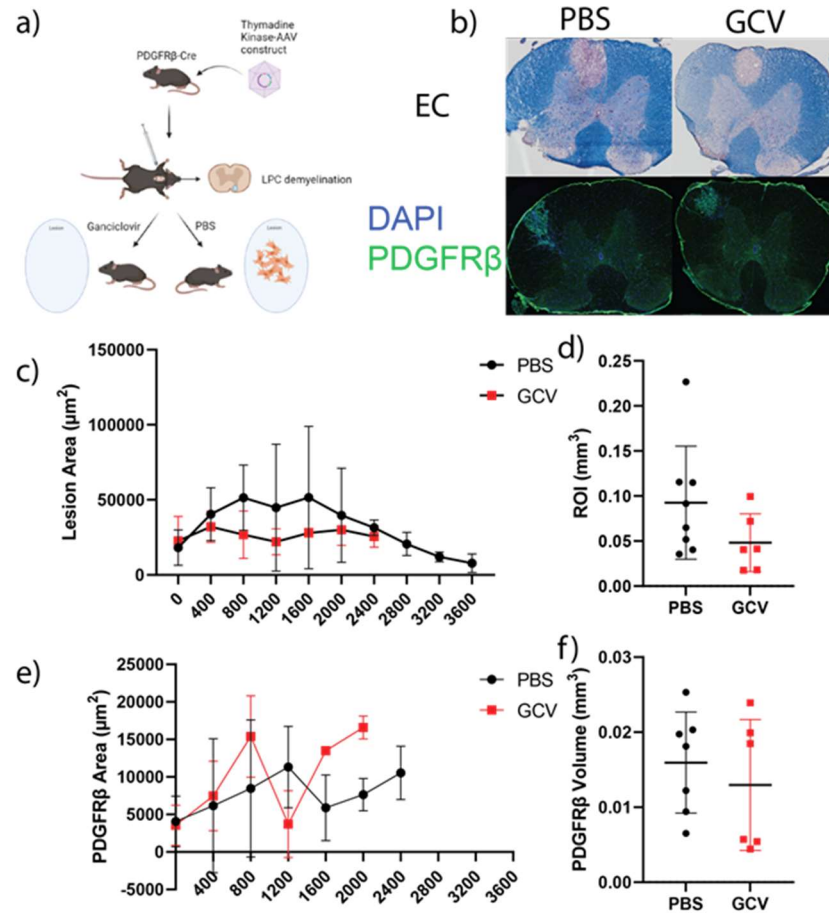 a)
Thymadine
Kinase-AAV
construct
PDGFRβ-Cre
LPC demyelination
Ganciclovir
PBS
Lesion
Lesion
b)
PBS
GCV
EC
DAPI
PDGFRβ
c)
Lesion Area (µm²)
150000
100000
50000
0
0
400
800
1200
1600
2000
2400
2800
3200
3600
PBS
GCV
d)
ROI (mm³)
0.25
0.20
0.15
0.10
0.05
0.00
PBS
GCV
e)
PDGFRβ Area (µm²)
25000
20000
15000
10000
5000
0
-5000
400
800
1200
1600
2000
2400
2800
3200
3600
PBS
GCV
f)
PDGFRβ Volume (mm³)
0.03
0.02
0.01
0.00
PBS
GCV